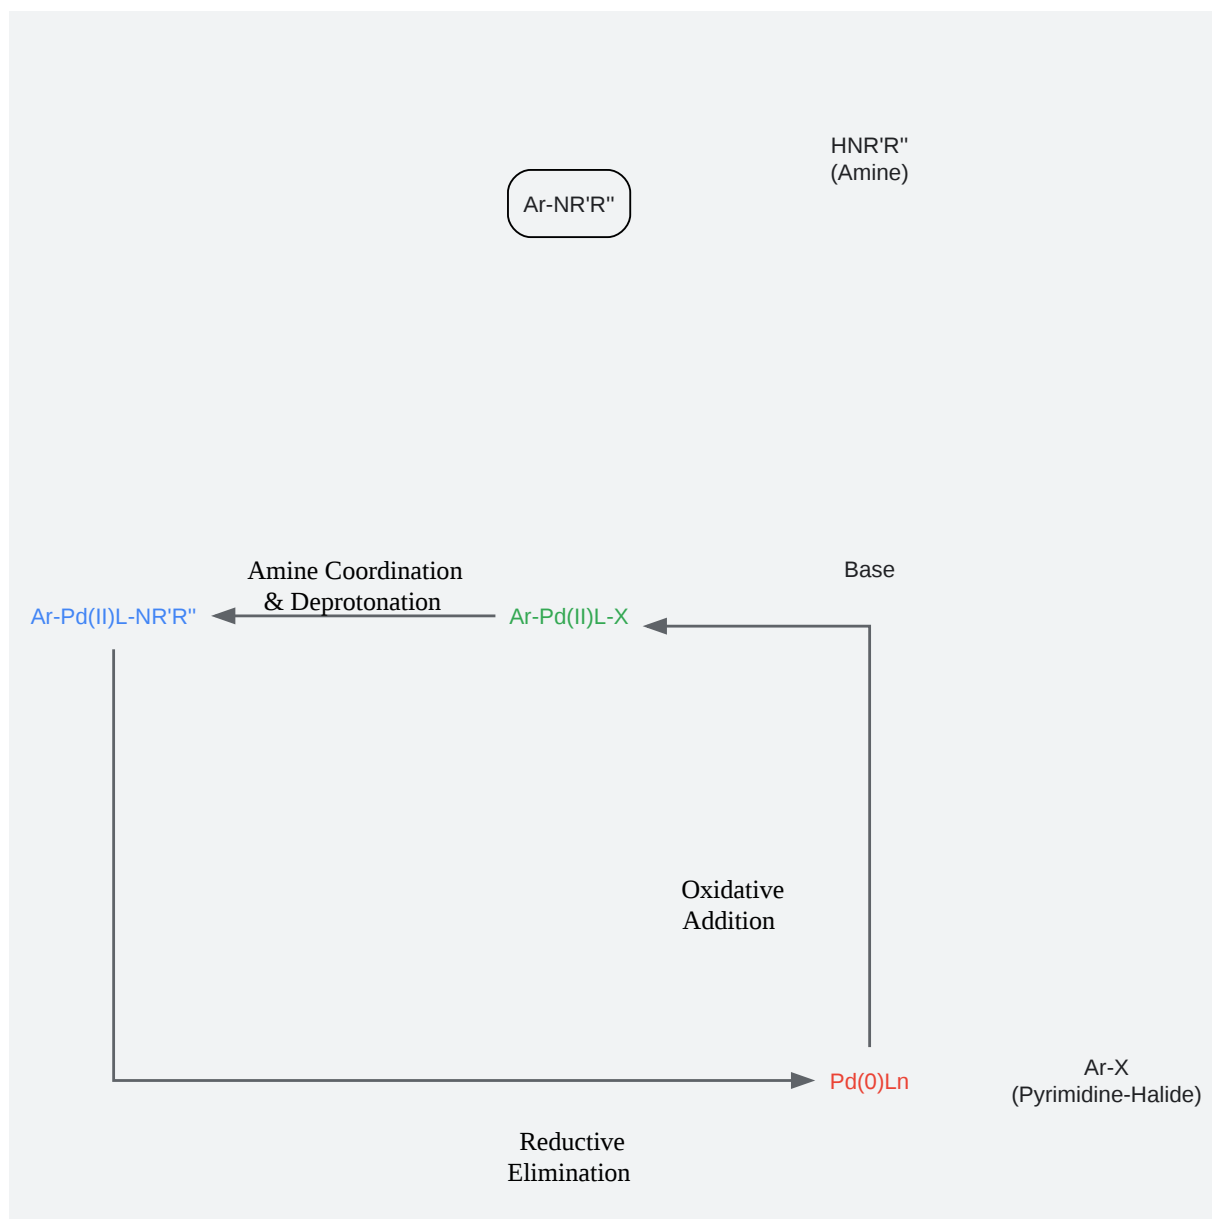 HNR'R''
(Amine)
Ar-NR'R''
Amine Coordination
& Deprotonation
Base
Ar-Pd(II)L-NR'R''
Ar-Pd(II)L-X
Oxidative
Addition
Pd(0)Ln
Ar-X
(Pyrimidine-Halide)
Reductive
Elimination